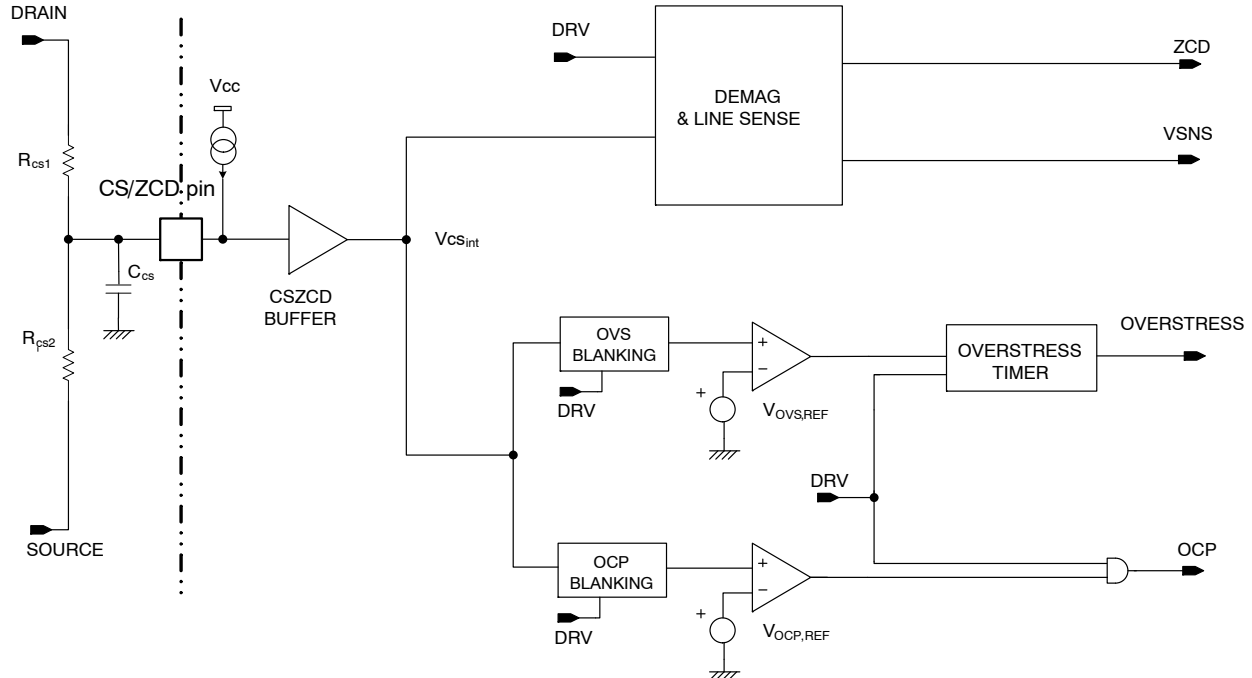 DRAIN
DRV
ZCD
Vcc
DEMAG
& LINE SENSE
VSNS
Rcs1
CS/ZCD pin
Vcsint
Ccs
CSZCD
BUFFER
Rcs2
OVS
BLANKING
+
−
OVERSTRESS
OVERSTRESS
TIMER
DRV
+
VOVS,REF
DRV
SOURCE
OCP
BLANKING
+
−
OCP
DRV
+
VOCP,REF